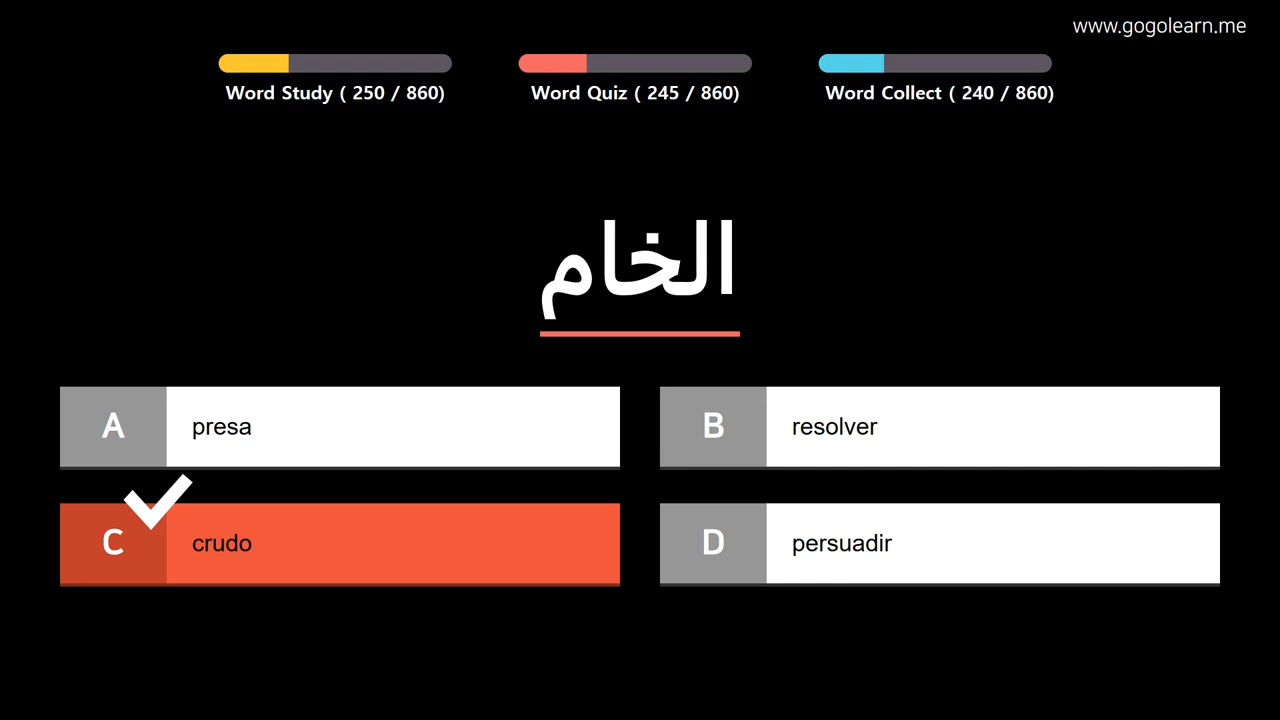 www.gogolearn.me
Word Study ( 250 / 860)
Word Quiz ( 245 / 860)
Word Collect ( 240 / 860)
الخام
A presa
B resolver
C crudo
D persuadir